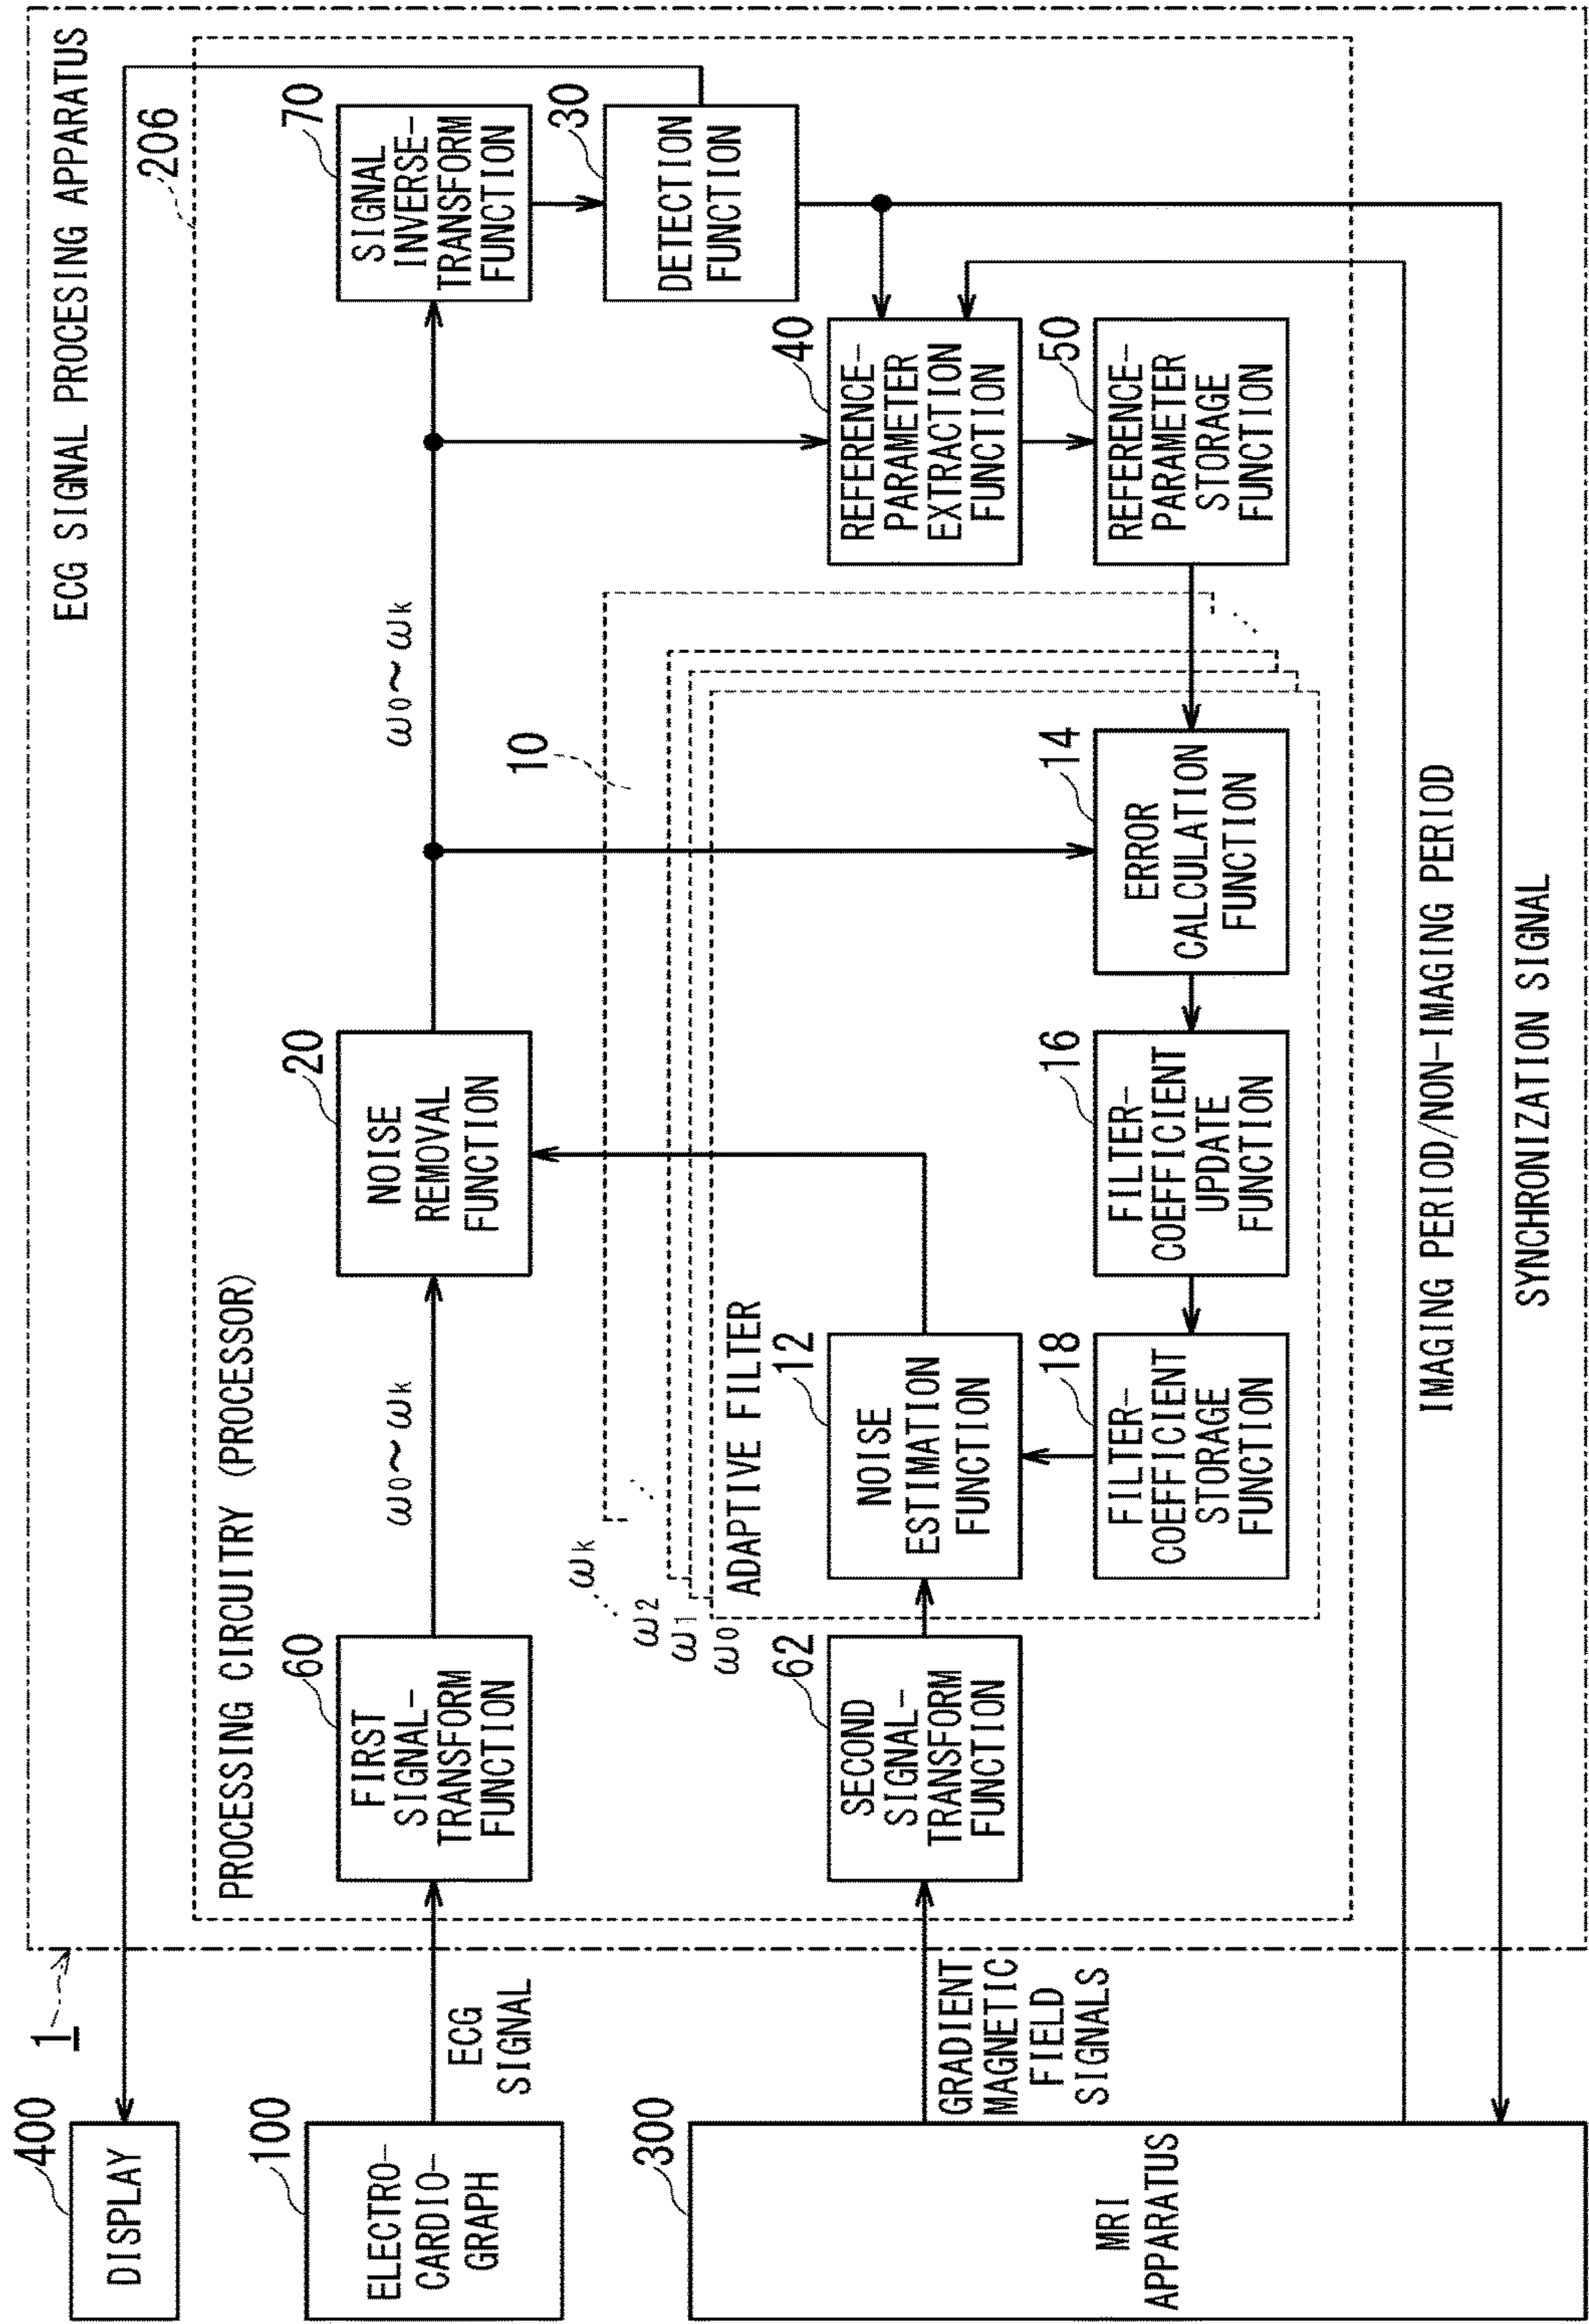 1
ECG SIGNAL PROCESING APPARATUS
206
PROCESSING CIRCUITRY (PROCESSOR)
400
DISPLAY
100
ELECTRO-
CARDIO-
GRAPH
ECG
SIGNAL
60
FIRST
SIGNAL-
TRANSFORM
FUNCTION
ω0~ωk
20
NOISE
REMOVAL
FUNCTION
ω0~ωk
70
SIGNAL
INVERSE-
TRANSFORM
FUNCTION
30
DETECTION
FUNCTION
10
ωk
ω2
ω1
ω0
ADAPTIVE FILTER
300
MRI
APPARATUS
GRADIENT
MAGNETIC
FIELD
SIGNALS
62
SECOND
SIGNAL-
TRANSFORM
FUNCTION
12
NOISE
ESTIMATION
FUNCTION
40
REFERENCE-
PARAMETER
EXTRACTION
FUNCTION
18
FILTER-
COEFFICIENT
STORAGE
FUNCTION
16
FILTER-
COEFFICIENT
UPDATE
FUNCTION
14
ERROR
CALCULATION
FUNCTION
50
REFERENCE-
PARAMETER
STORAGE
FUNCTION
IMAGING PERIOD/NON-IMAGING PERIOD
SYNCHRONIZATION SIGNAL